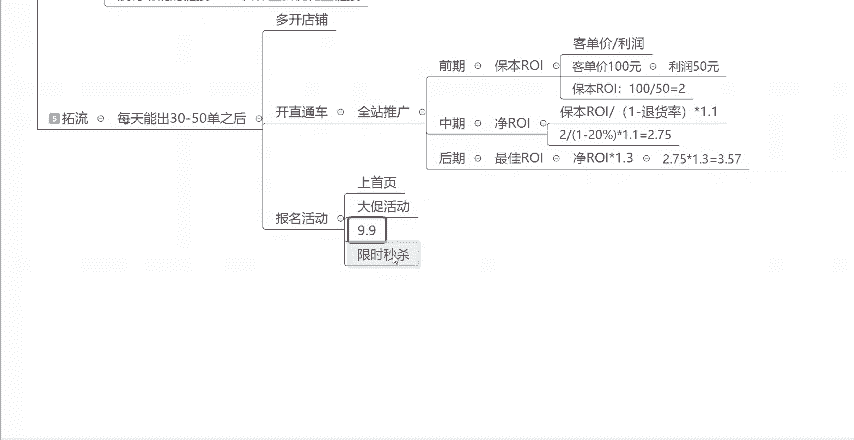 多开店铺
5 拓流
每天能出30-50单之后
开直通车
全站推广
前期
保本ROI
客单价/利润
客单价100元
利润50元
保本ROI：100/50=2
中期
净ROI
保本ROI/（1-退货率）*1.1
2/(1-20%)*1.1=2.75
后期
最佳ROI
净ROI*1.3
2.75*1.3=3.57
报名活动
上首页
大促活动
9.9
限时秒杀